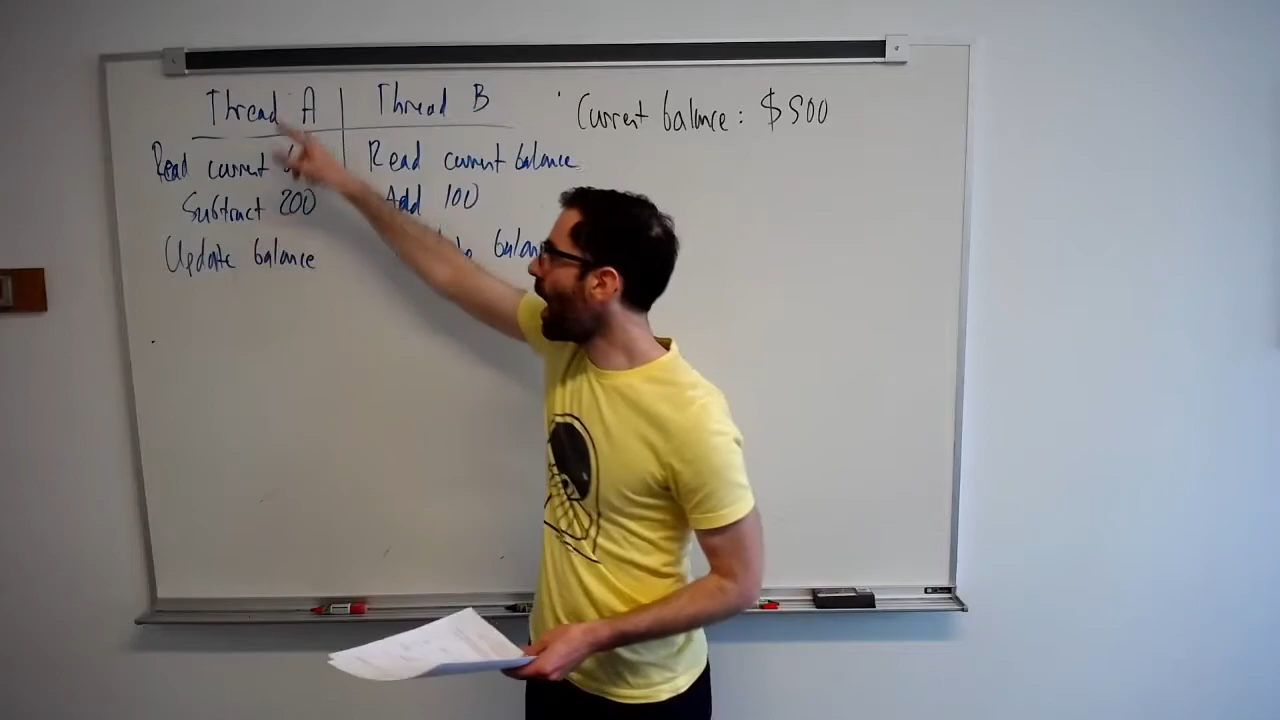 Thread A
Read current
Subtract 200
Update balance
Thread B
Read current balance
Add 100
Current balance: $500